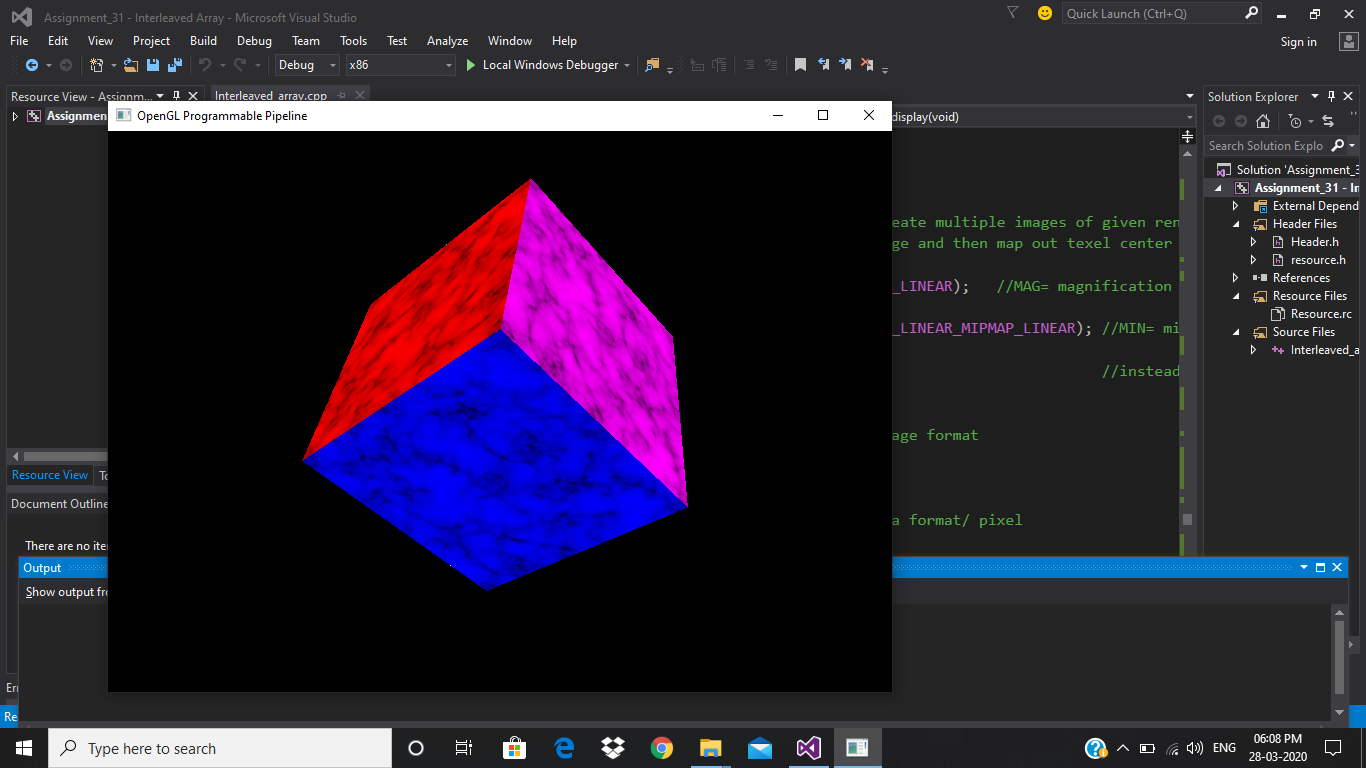 Assignment_31 - Interleaved Array - Microsoft Visual Studio
Quick Launch (Ctrl+Q)
File Edit View Project Build Debug Team Tools Test Analyze Window Help
Sign in
Debug x86 Local Windows Debugger
Resource View - Assignm...
Interleaved_array.cpp
Solution Explorer
Assignment
OpenGL Programmable Pipeline
display(void)
Search Solution Explo
Solution 'Assignment_3
Assignment_31 - In
External Depend
Header Files
Header.h
resource.h
References
Resource Files
Resource.rc
Source Files
Interleaved_a
eate multiple images of given ren
ge and then map out texel center
_LINEAR); //MAG= magnification
_LINEAR_MIPMAP_LINEAR); //MIN= mi
//instead
age format
a format/ pixel
Resource View
To
Document Outline
There are no ite
Output
Show output fr
Er
Re
Type here to search
ENG
06:08 PM
28-03-2020